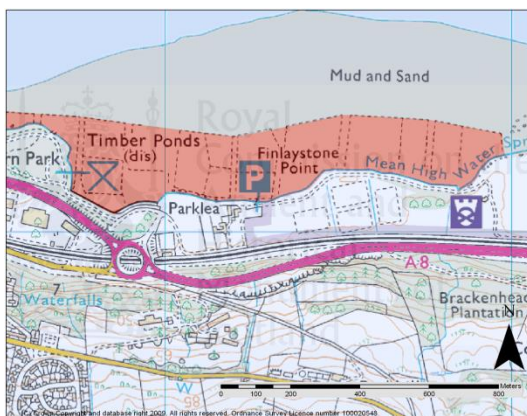 Mud and Sand
Royal
Timber Ponds
(dis)
Finlaystone
Point
Mean High Water Spr
rn Park
P
Parklea
A 8
7
Waterfalls
Brackenhead
Plantation
N
W
Meters
0 100 200 400 600 800
(c) Crown Copyright and database right 2009. All rights reserved. Ordnance Survey Licence number 100020548